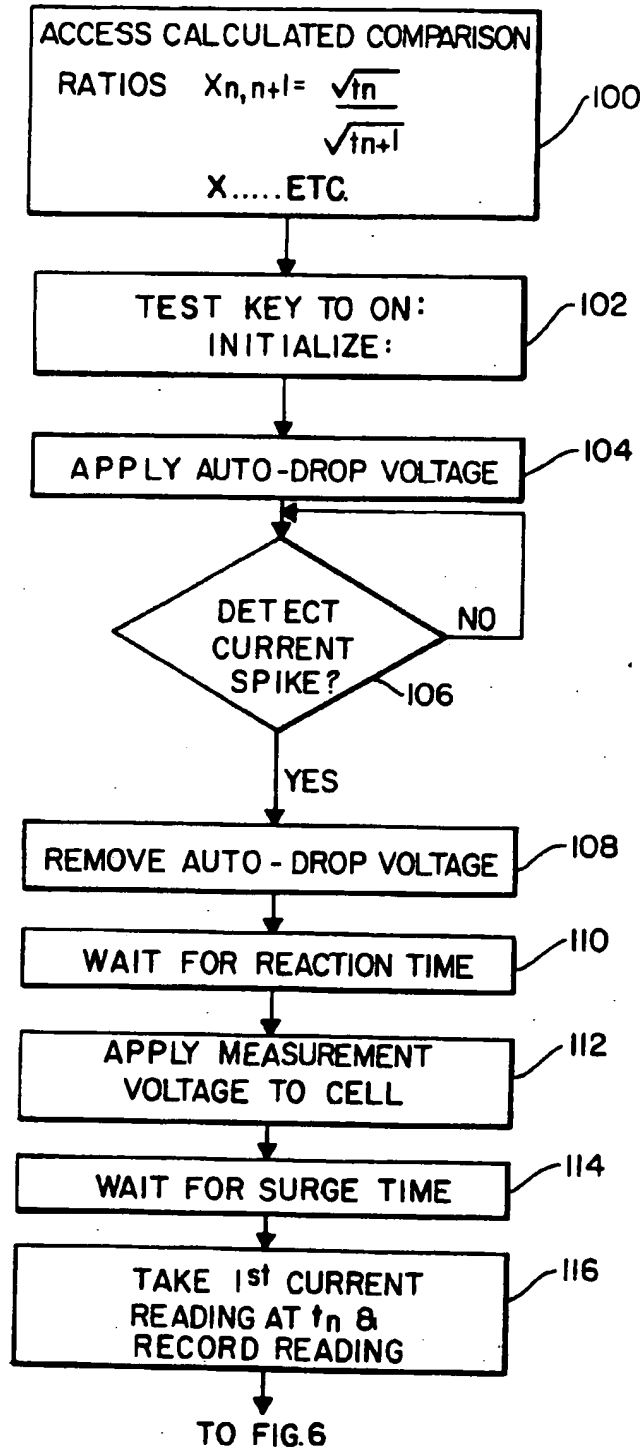 ACCESS CALCULATED COMPARISON
RATIOS Xn,n+1= √tn
√tn+1
X.....ETC.
100
TEST KEY TO ON:
INITIALIZE:
102
APPLY AUTO-DROP VOLTAGE
104
DETECT
CURRENT
SPIKE?
NO
106
YES
REMOVE AUTO-DROP VOLTAGE
108
WAIT FOR REACTION TIME
110
APPLY MEASUREMENT
VOLTAGE TO CELL
112
WAIT FOR SURGE TIME
114
TAKE 1st CURRENT
READING AT tn &
RECORD READING
116
TO FIG.6